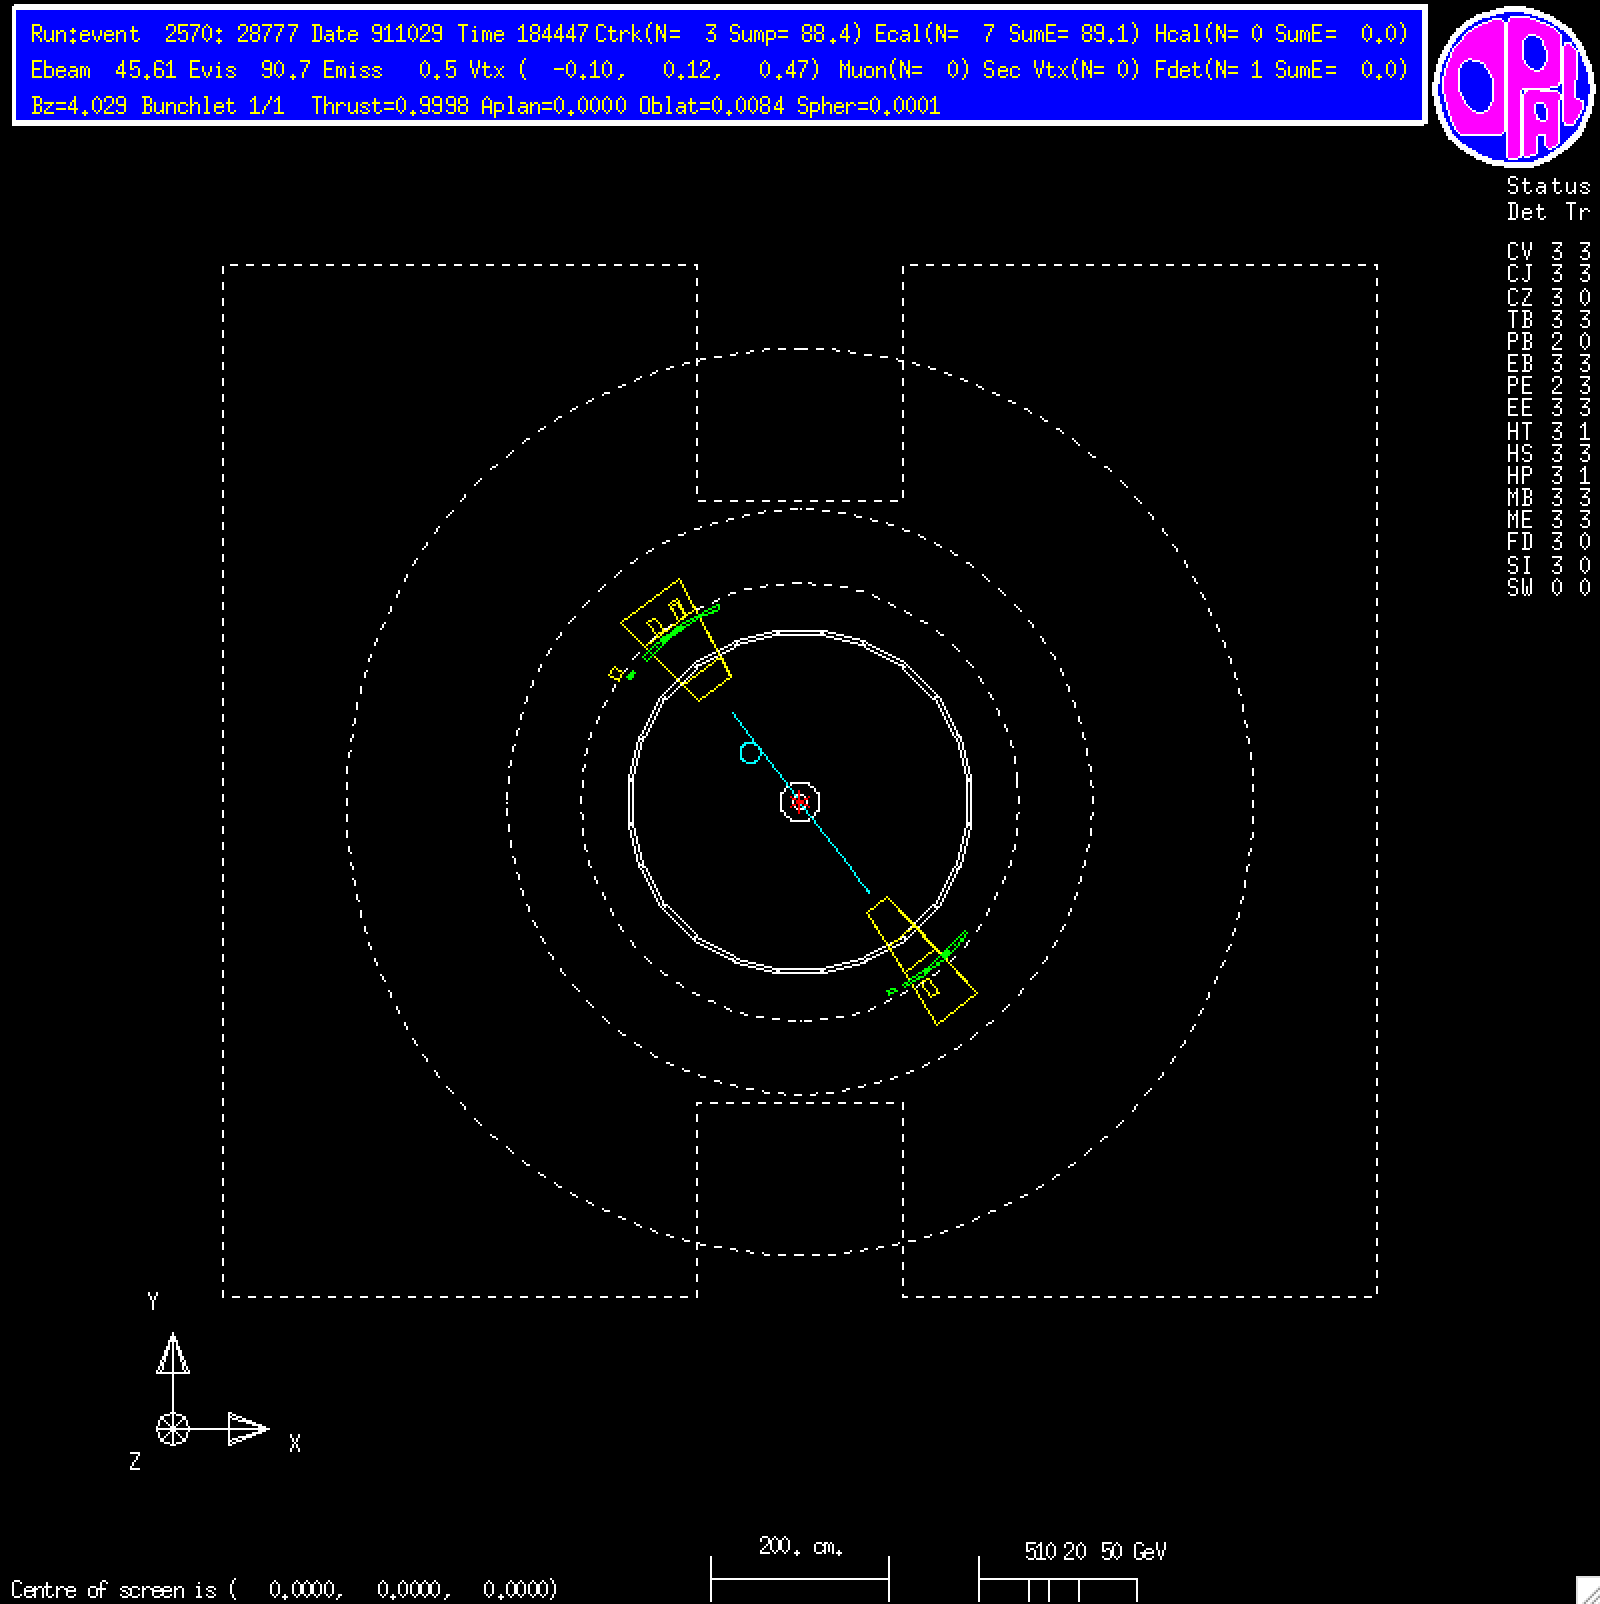 Run:event 2570: 28777 Date 911029 Time 184447 Ctrk(N= 3 Sump= 88.4) Ecal(N= 7 SumE= 89.1) Hcal(N= 0 SumE= 0.0)
Ebeam 45.61 Evis 90.7 Emiss 0.5 Vtx ( -0.10, 0.12, 0.47) Muon(N= 0) Sec Vtx(N= 0) Fdet(N= 1 SumE= 0.0)
Bz=4.029 Bunchlet 1/1 Thrust=0.9998 Aplan=0.0000 Oblat=0.0084 Spher=0.0001
OPAL
Status
Det Tr
CV 3 3
CJ 3 3
CZ 3 0
TB 3 3
PB 2 0
EB 3 3
PE 2 3
EE 3 3
HT 3 1
HS 3 3
HP 3 1
MB 3 3
ME 3 3
FD 3 0
SI 3 0
SW 0 0
Y
X
Z
200. cm.
5 10 20 50 GeV
Centre of screen is ( 0.0000, 0.0000, 0.0000)